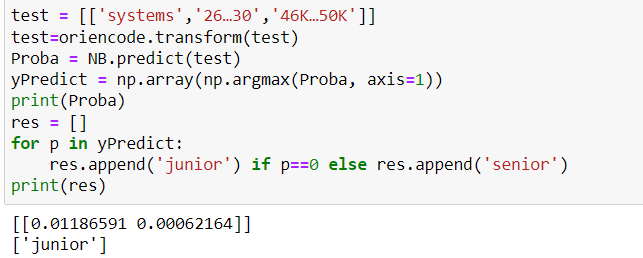 test = [['systems','26…30','46K…50K']]
test=oriencode.transform(test)
Proba = NB.predict(test)
yPredict = np.array(np.argmax(Proba, axis=1))
print(Proba)
res = []
for p in yPredict:
    res.append('junior') if p==0 else res.append('senior')
print(res)
[[0.01186591 0.00062164]]
['junior']